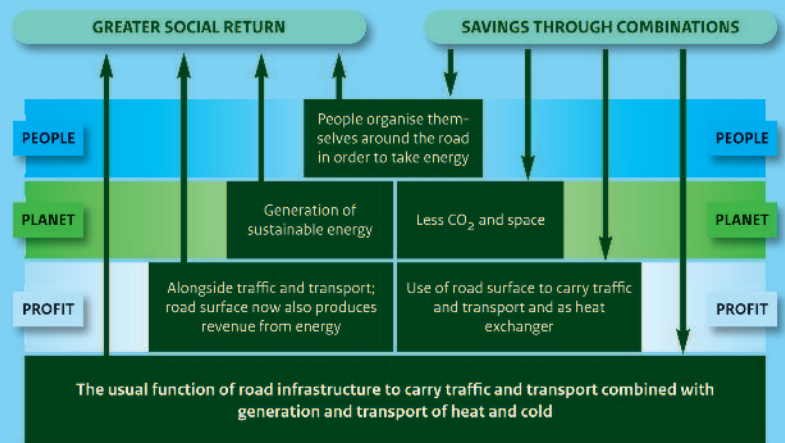 GREATER SOCIAL RETURN
SAVINGS THROUGH COMBINATIONS
PEOPLE
People organise them-
selves around the road
in order to take energy
PEOPLE
PLANET
Generation of
sustainable energy
Less CO₂ and space
PLANET
PROFIT
Alongside traffic and transport;
road surface now also produces
revenue from energy
Use of road surface to carry traffic
and transport and as heat
exchanger
PROFIT
The usual function of road infrastructure to carry traffic and transport combined with
generation and transport of heat and cold